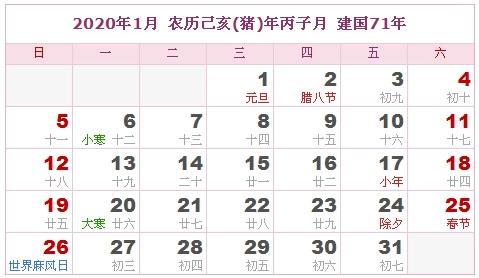 2020年1月 农历己亥(猪)年丙子月 建国71年
日 一 二 三 四 五 六
1 2 3 4
元旦 腊八节 初九 初十
5 6 7 8 9 10 11
十一 小寒 十二 十三 十四 十五 十六 十七
12 13 14 15 16 17 18
十八 十九 二十 廿一 廿二 小年 廿四
19 20 21 22 23 24 25
廿五 大寒 廿六 廿七 廿八 廿九 除夕 春节
26 27 28 29 30 31
世界麻风日 初三 初四 初五 初六 初七